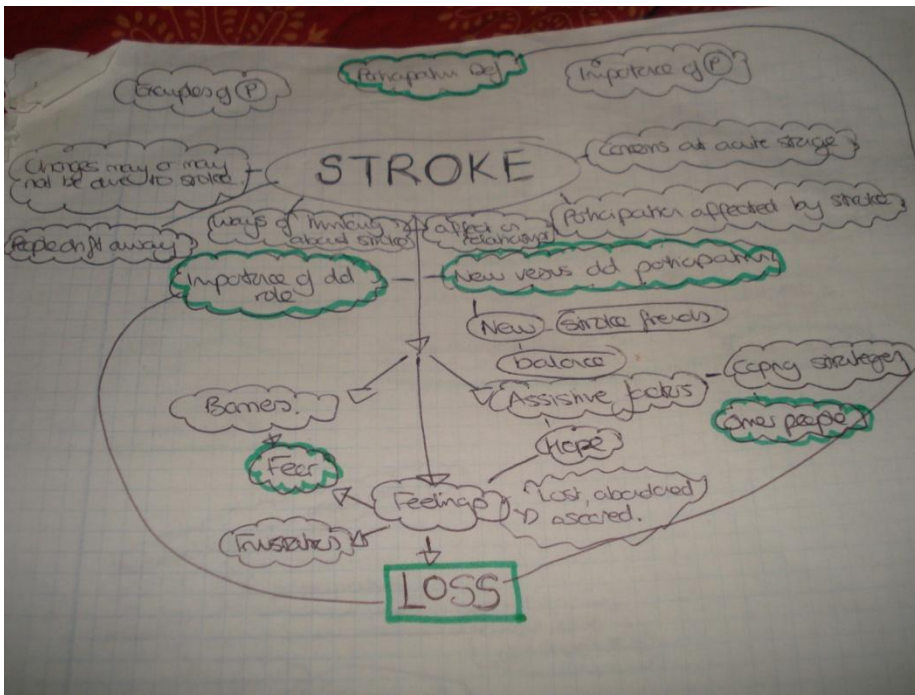 Participation Def
Examples of P
Importance of P
STROKE
Concerns at acute stage
Changes may or may
not be due to stroke
Participation affected by stroke
Ways of thinking
about stroke
affect on
relationships
People drift away
Importance of old
role
New versus old participation
New
stroke friends
balance
Coping strategies
Assistive factors
Barriers.
other people
Hope
Fear
Feelings
Lost, abandoned
scared.
Frustration
LOSS